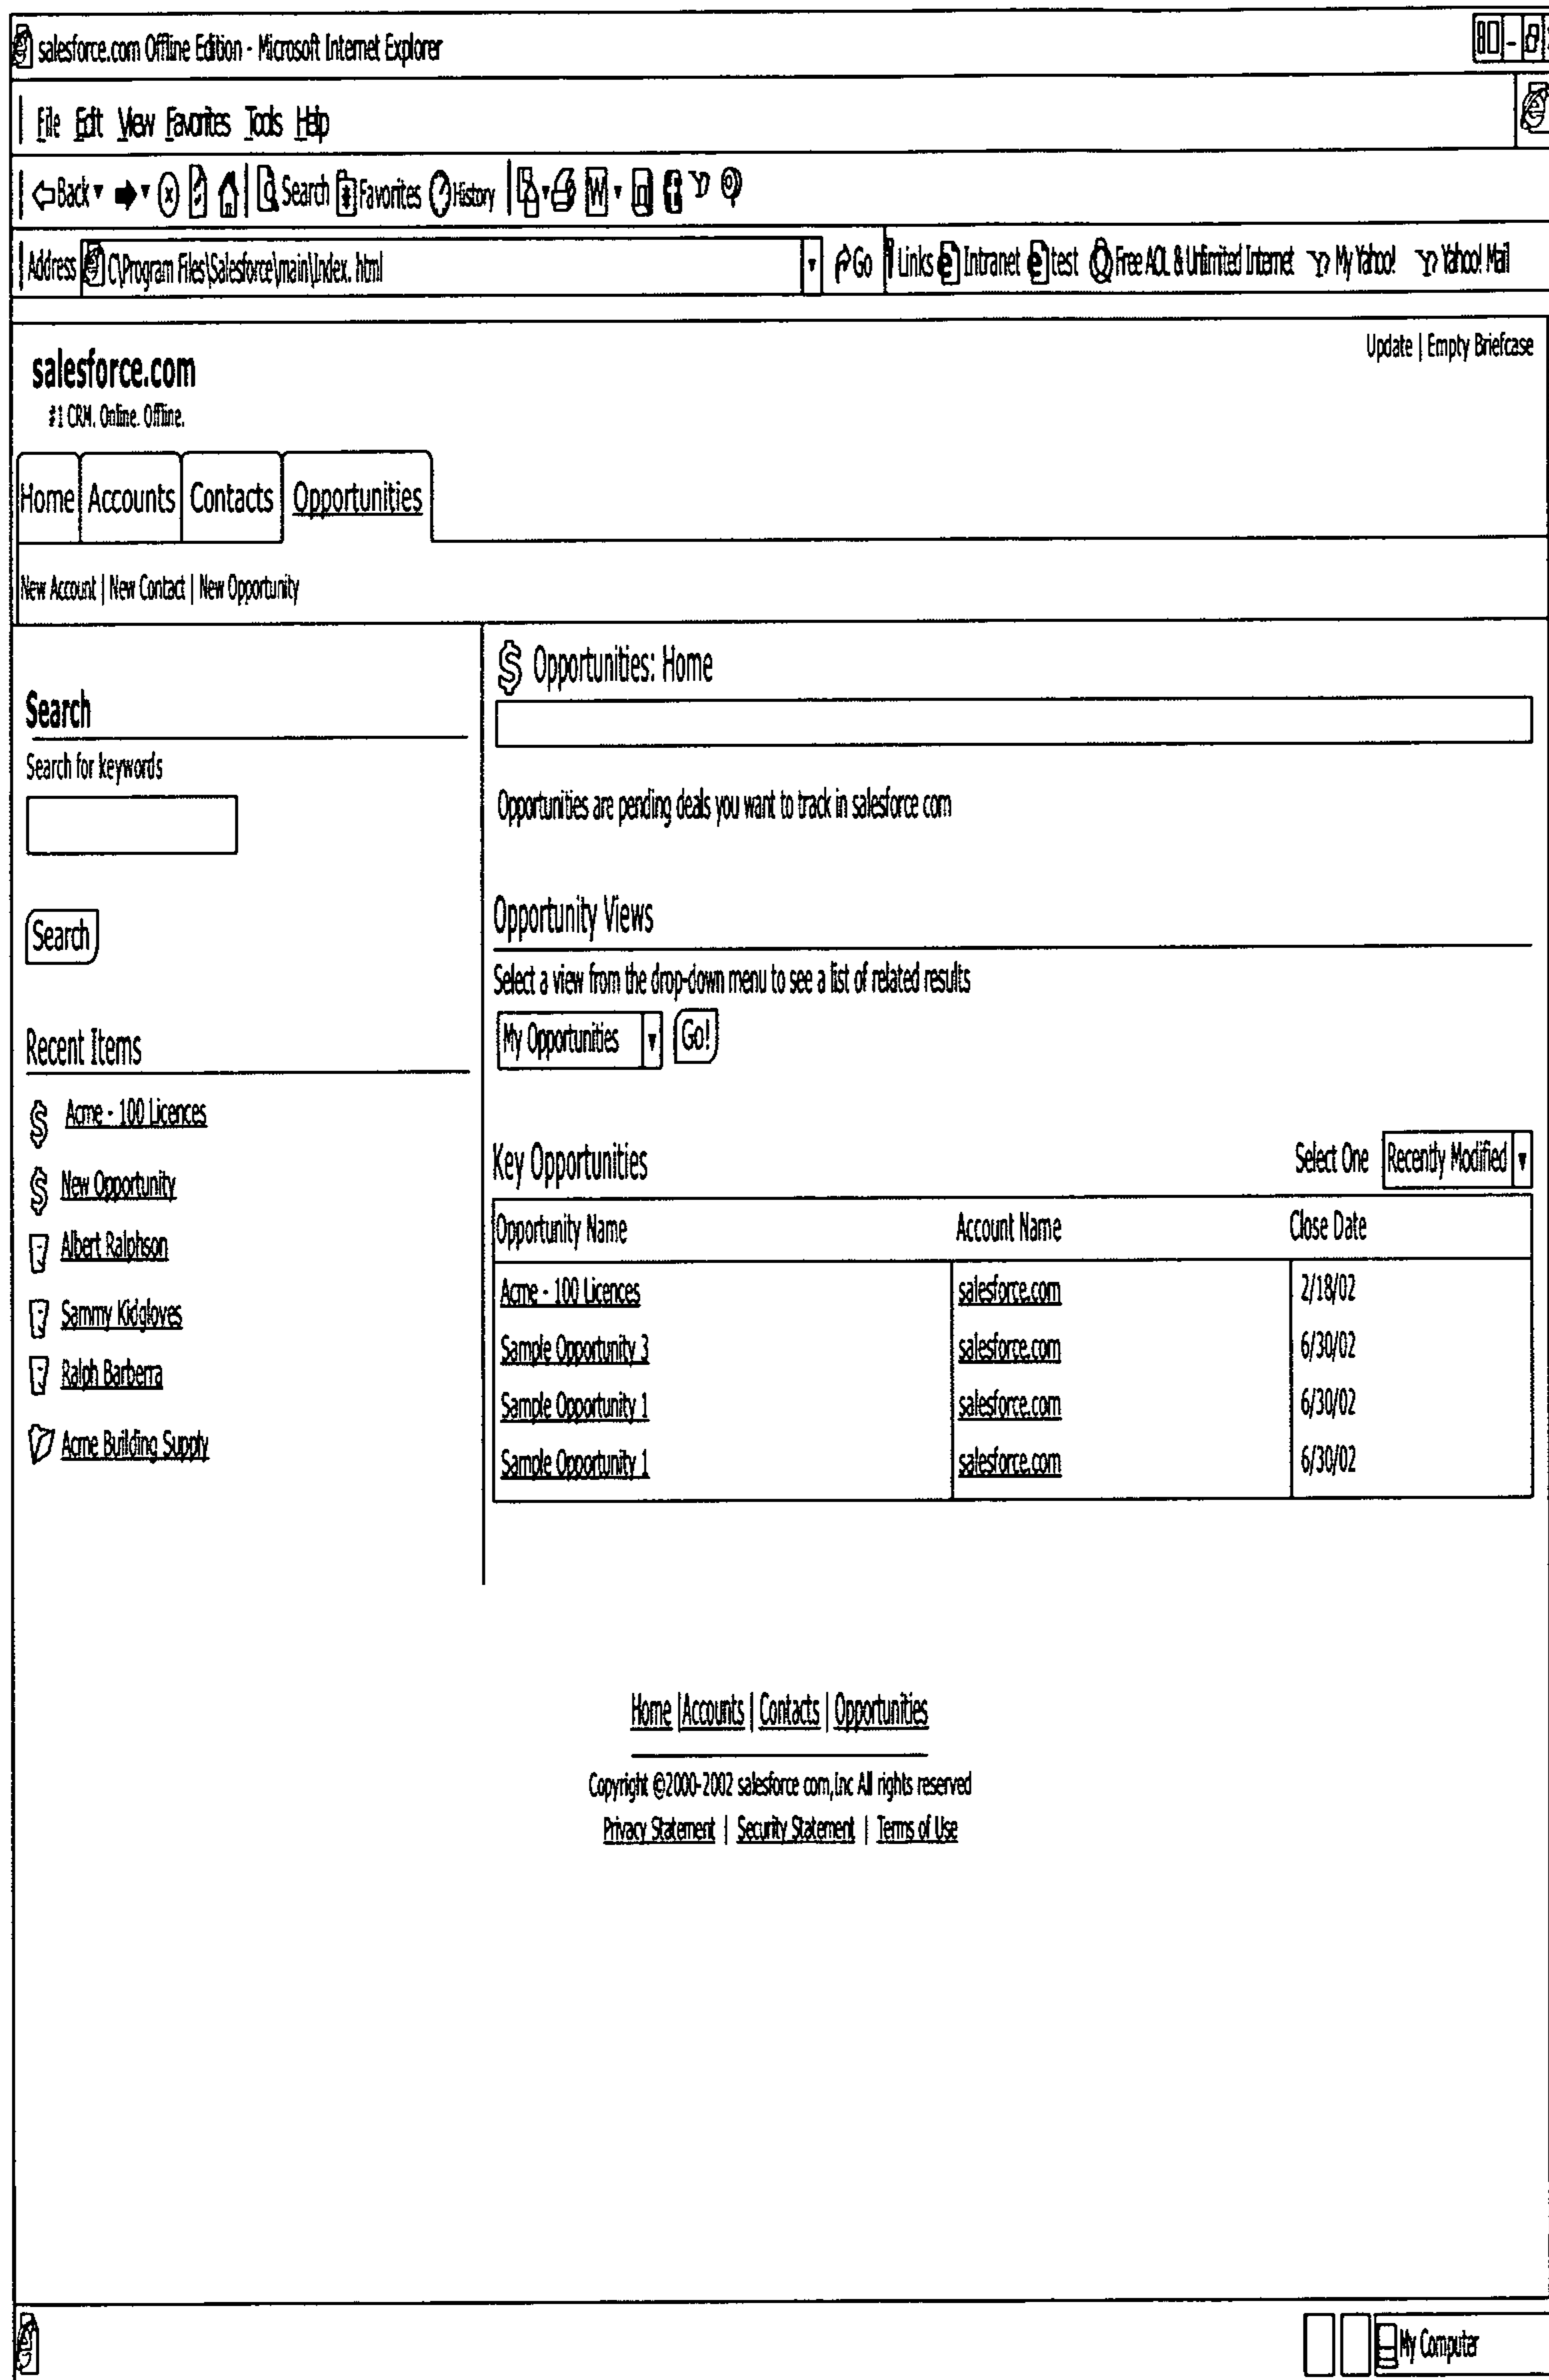 salesforce.com Offline Edition - Microsoft Internet Explorer
File Edit View Favorites Tools Help
Back Search Favorites History W
Address C\Program Files\Salesforce\main\Index. html Go Links Intranet test Free AOL & Unlimited Internet My Yahoo! Yahoo! Mail
Update | Empty Briefcase
salesforce.com
#1 CRM. Online. Offline.
Home Accounts Contacts Opportunities
New Account | New Contact | New Opportunity
$ Opportunities: Home
Search
Search for keywords
Search
Recent Items
$ Acme - 100 Licences
$ New Opportunity
Albert Ralphson
Sammy Kidgloves
Ralph Barberra
Acme Building Supply
Opportunities are pending deals you want to track in salesforce com
Opportunity Views
Select a view from the drop-down menu to see a list of related results
My Opportunities Go!
Key Opportunities Select One Recently Modified
Opportunity Name Account Name Close Date
Acme - 100 Licences salesforce.com 2/18/02
Sample Opportunity 3 salesforce.com 6/30/02
Sample Opportunity 1 salesforce.com 6/30/02
Sample Opportunity 1 salesforce.com 6/30/02
Home | Accounts | Contacts | Opportunities
Copyright ©2000-2002 salesforce com,Inc All rights reserved
Privacy Statement | Security Statement | Terms of Use
My Computer